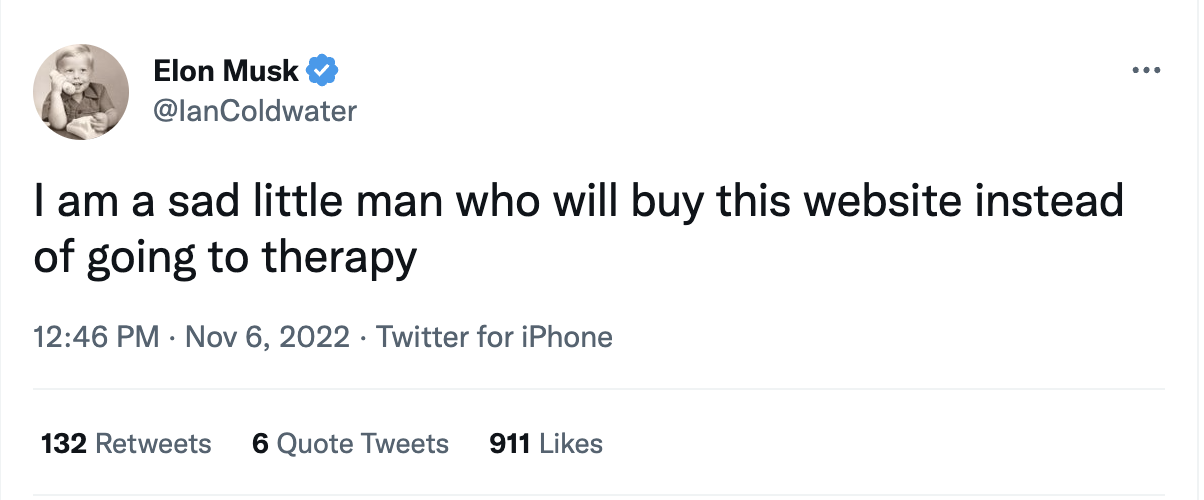 Elon Musk
@IanColdwater
I am a sad little man who will buy this website instead
of going to therapy
12:46 PM · Nov 6, 2022 · Twitter for iPhone
132 Retweets 6 Quote Tweets 911 Likes